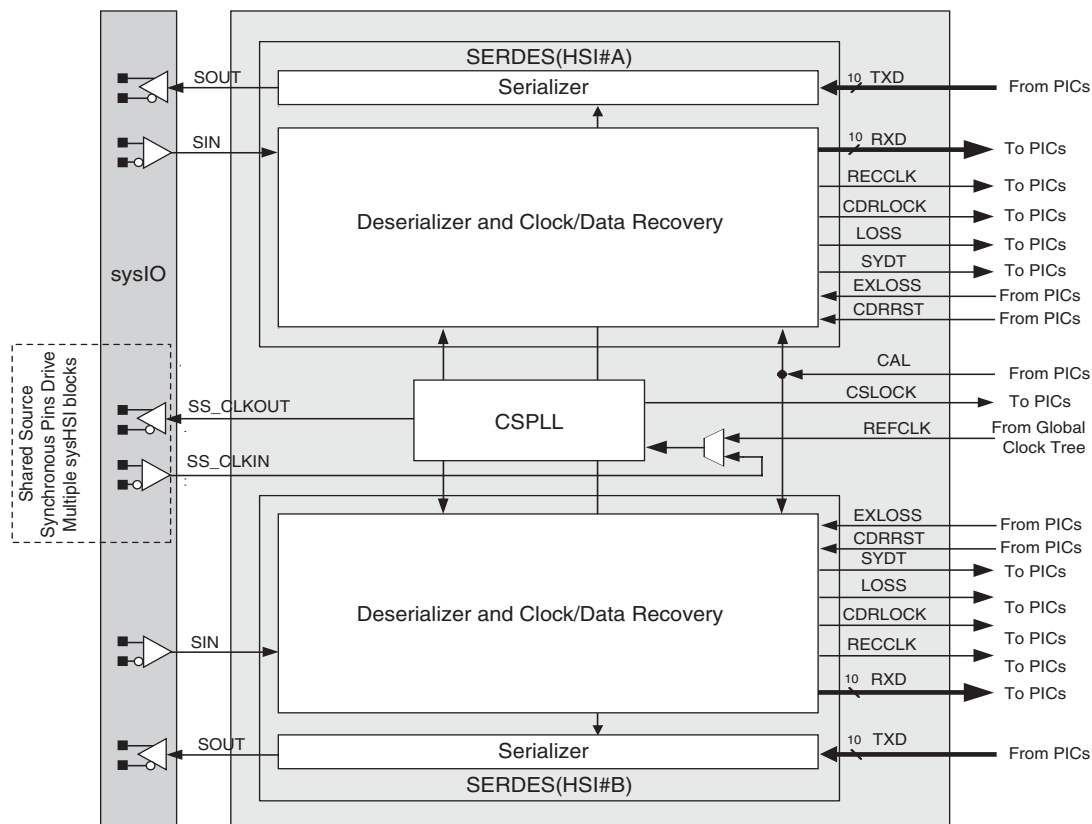 SERDES(HSI#A)
SOUT
Serializer
10 TXD
From PICs
SIN
10 RXD
To PICs
RECCLK
To PICs
Deserializer and Clock/Data Recovery
CDRLOCK
To PICs
LOSS
To PICs
sysIO
SYDT
To PICs
EXLOSS
From PICs
CDRRST
From PICs
Shared Source
Synchronous Pins Drive
Multiple sysHSI blocks
CAL
From PICs
SS_CLKOUT
CSPLL
CSLOCK
To PICs
REFCLK
From Global
Clock Tree
SS_CLKIN
EXLOSS
From PICs
CDRRST
From PICs
SYDT
To PICs
LOSS
To PICs
Deserializer and Clock/Data Recovery
CDRLOCK
To PICs
SIN
RECCLK
To PICs
10 RXD
To PICs
SOUT
Serializer
10 TXD
From PICs
SERDES(HSI#B)